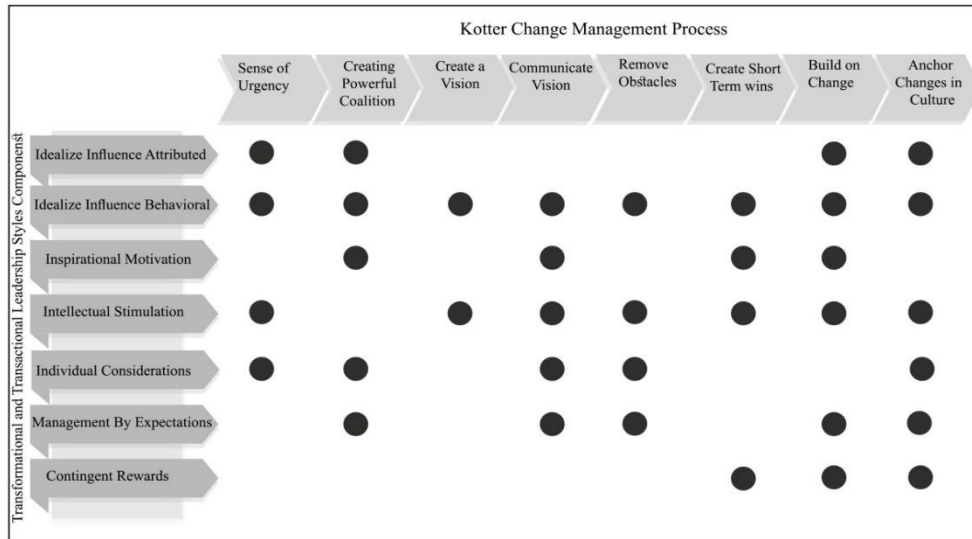 Kotter Change Management Process
Sense of
Urgency
Creating
Powerful
Coalition
Create a
Vision
Communicate
Vision
Remove
Obstacles
Create Short
Term wins
Build on
Change
Anchor
Changes in
Culture
Transformational and Transactional Leadership Styles Componenst
Idealize Influence Attributed
Idealize Influence Behavioral
Inspirational Motivation
Intellectual Stimulation
Individual Considerations
Management By Expectations
Contingent Rewards